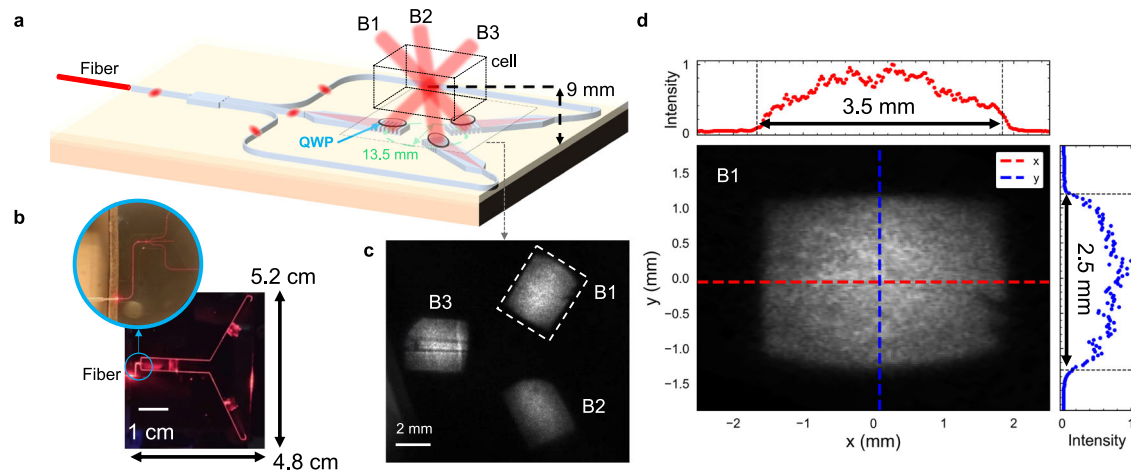 a
B1
B2
B3
cell
Fiber
9 mm
QWP
13.5 mm
b
5.2 cm
Fiber
1 cm
4.8 cm
c
B1
B3
B2
2 mm
d
Intensity
1
0
3.5 mm
B1
x
y
y (mm)
1.5
1.0
0.5
0.0
−0.5
−1.0
−1.5
−2
−1
0
1
2
x (mm)
2.5 mm
0
1
Intensity